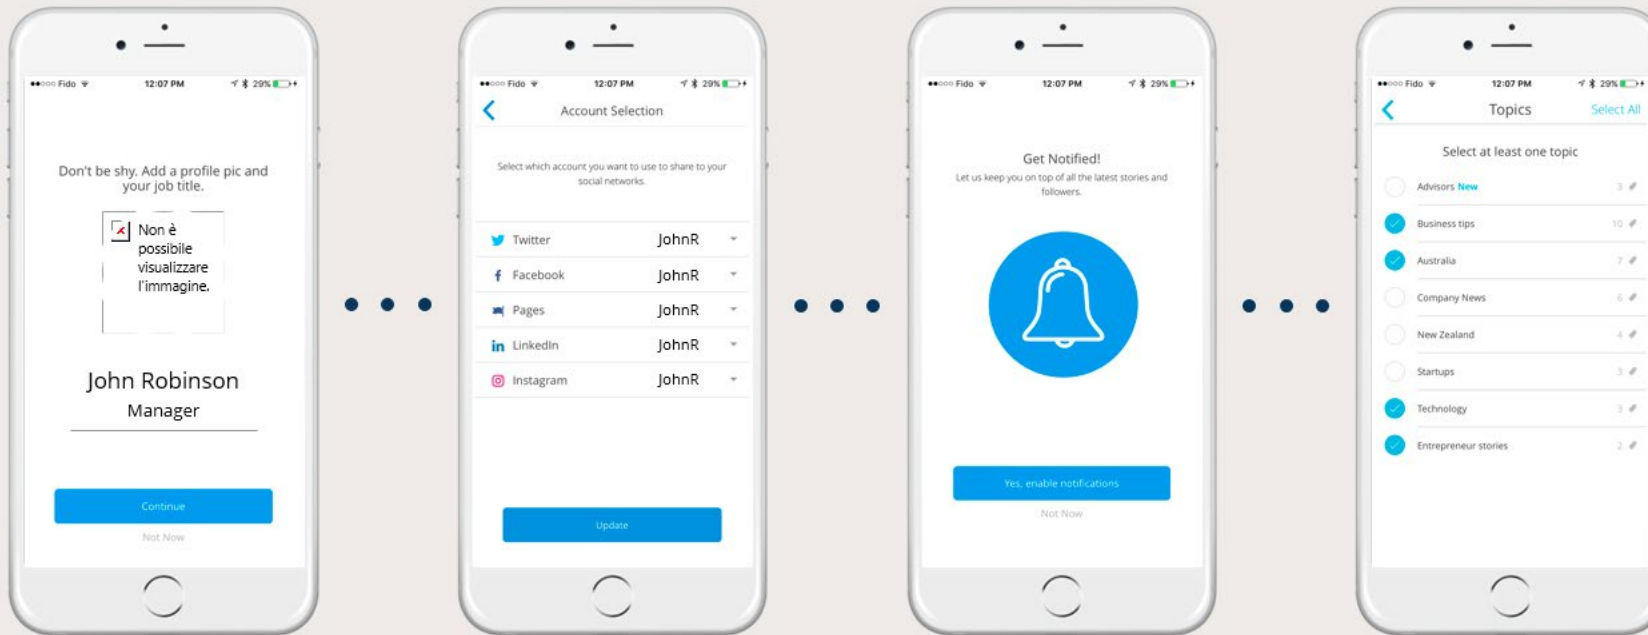 Fido 12:07 PM 29%
Don't be shy. Add a profile pic and
your job title.
Non è
possibile
visualizzare
l'immagine.
John Robinson
Manager
Continue
Not Now
Fido 12:07 PM 29%
Account Selection
Select which account you want to use to share to your
social networks.
Twitter JohnR
Facebook JohnR
Pages JohnR
LinkedIn JohnR
Instagram JohnR
Update
Fido 12:07 PM 29%
Get Notified!
Let us keep you on top of all the latest stories and
followers.
Yes, enable notifications
Not Now
Fido 12:07 PM 29%
Topics Select All
Select at least one topic
Advisors New 3
Business tips 10
Australia 7
Company News 6
New Zealand 4
Startups 3
Technology 3
Entrepreneur stories 2